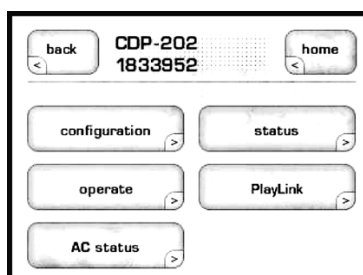 back CDP-202 home
< 1833952 <
configuration status
> >
operate PlayLink
> >
AC status
>